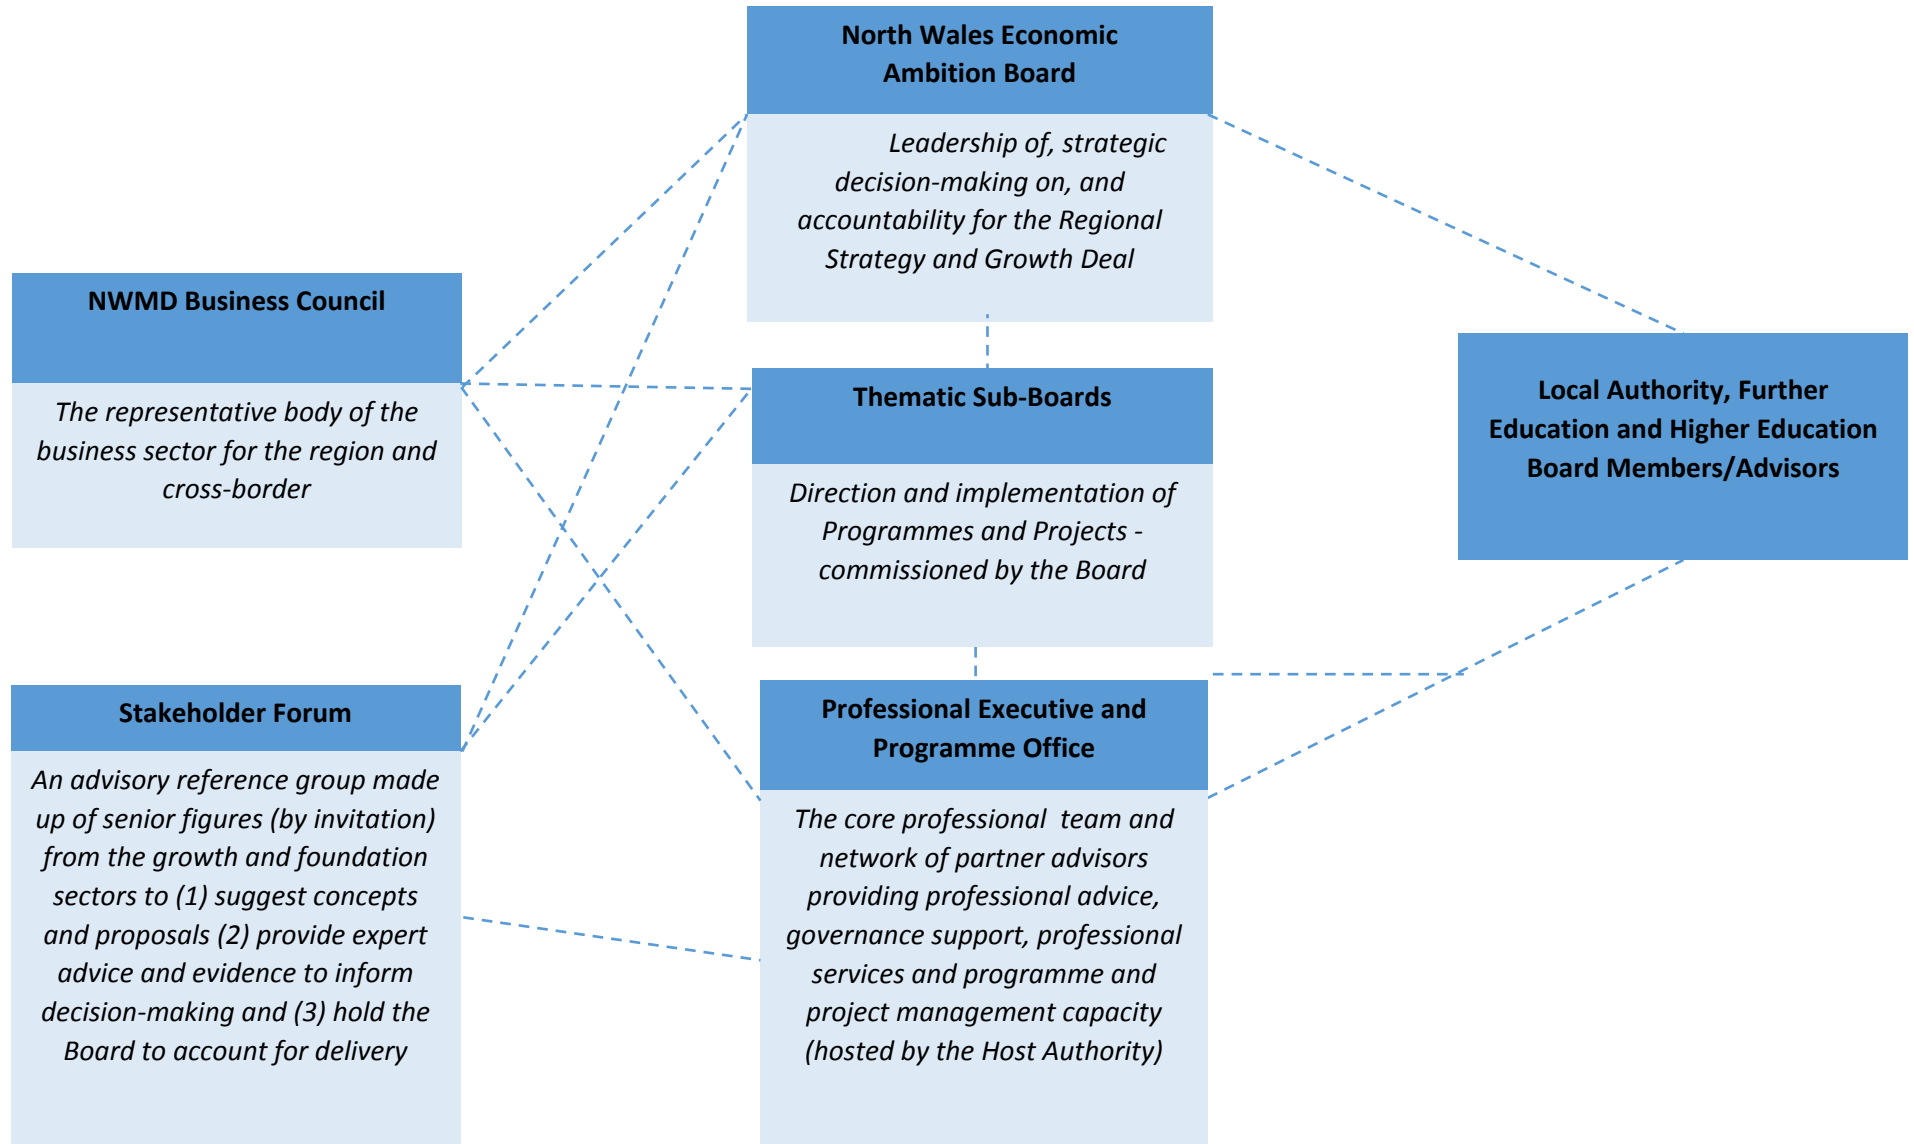 North Wales Economic
Ambition Board
Leadership of, strategic
decision-making on, and
accountability for the Regional
Strategy and Growth Deal
NWMD Business Council
The representative body of the
business sector for the region and
cross-border
Thematic Sub-Boards
Direction and implementation of
Programmes and Projects -
commissioned by the Board
Local Authority, Further
Education and Higher Education
Board Members/Advisors
Stakeholder Forum
An advisory reference group made
up of senior figures (by invitation)
from the growth and foundation
sectors to (1) suggest concepts
and proposals (2) provide expert
advice and evidence to inform
decision-making and (3) hold the
Board to account for delivery
Professional Executive and
Programme Office
The core professional  team and
network of partner advisors
providing professional advice,
governance support, professional
services and programme and
project management capacity
(hosted by the Host Authority)